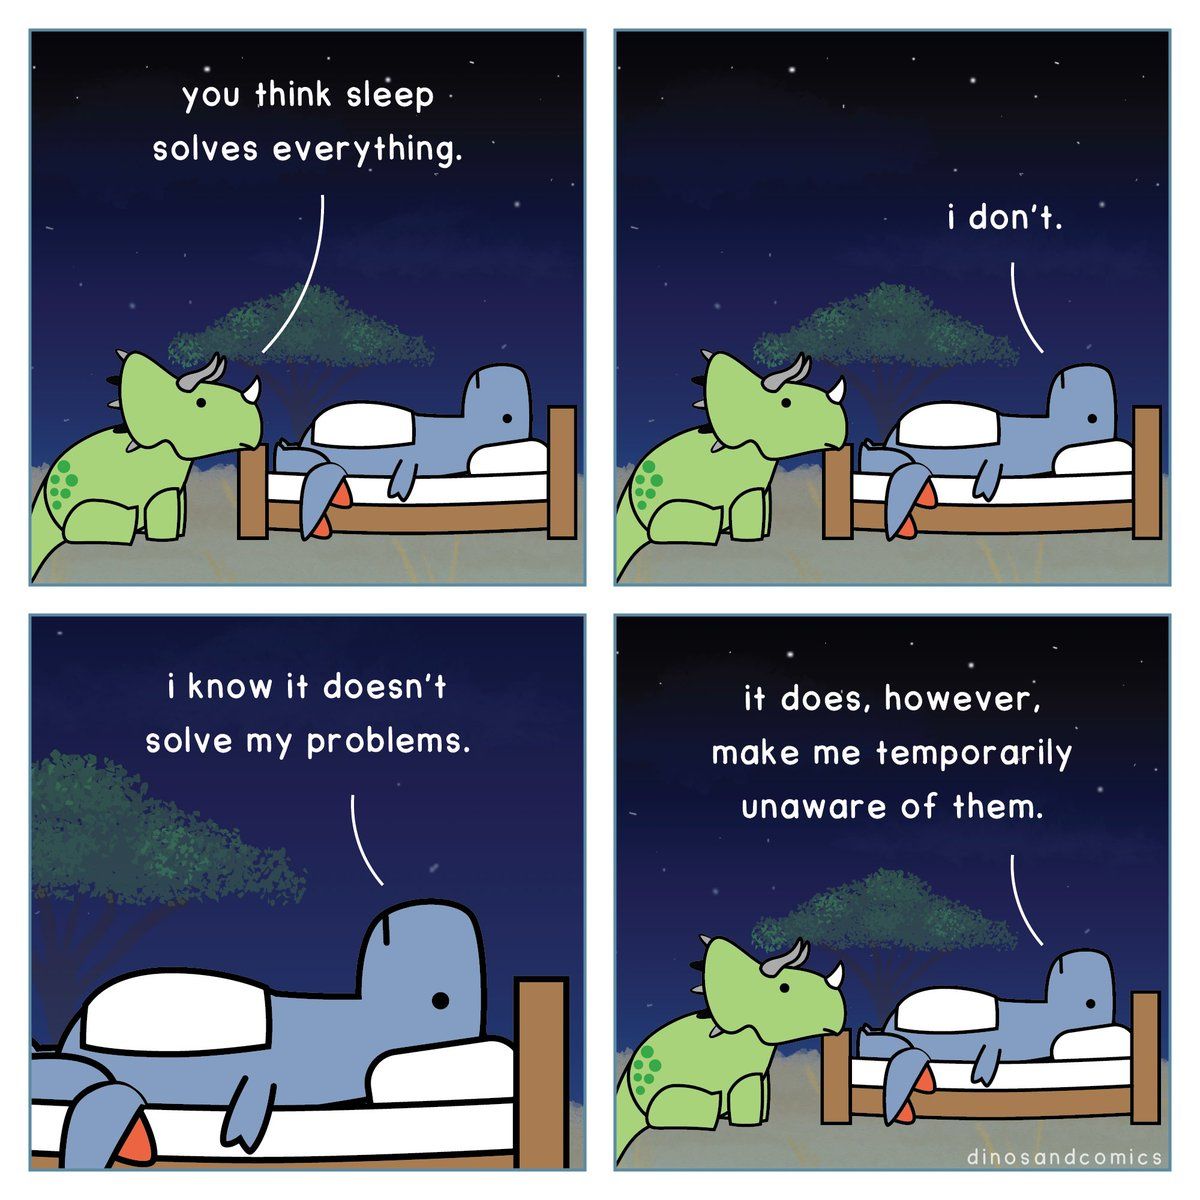 you think sleep
solves everything.
i don't.
i know it doesn't
solve my problems.
it does, however,
make me temporarily
unaware of them.
dinosandcomics